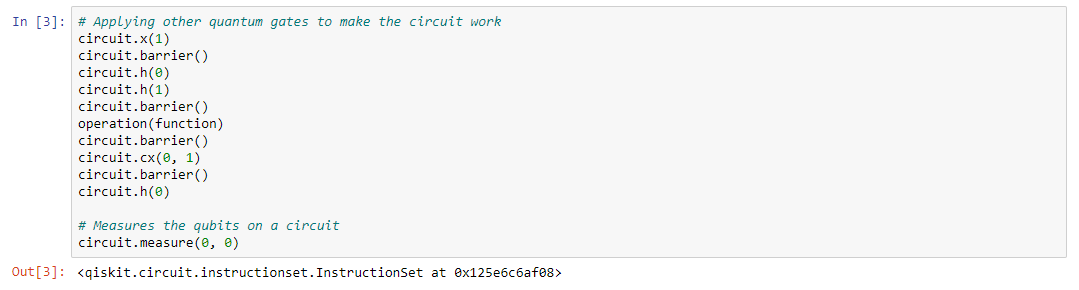 In [3]: # Applying other quantum gates to make the circuit work
circuit.x(1)
circuit.barrier()
circuit.h(0)
circuit.h(1)
circuit.barrier()
operation(function)
circuit.barrier()
circuit.cx(0, 1)
circuit.barrier()
circuit.h(0)

# Measures the qubits on a circuit
circuit.measure(0, 0)
Out[3]: <qiskit.circuit.instructionset.InstructionSet at 0x125e6c6af08>